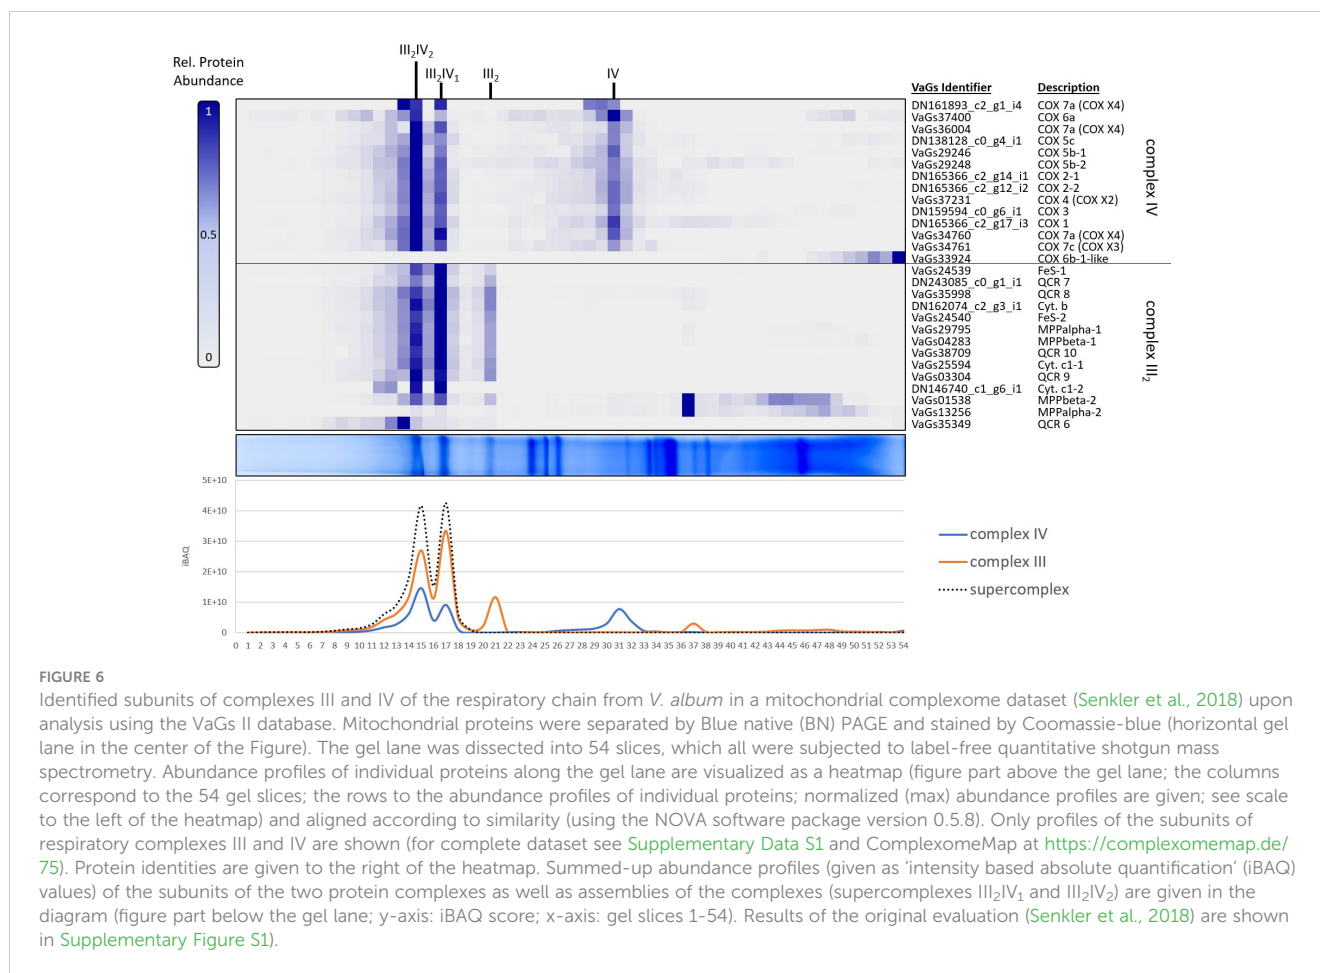 III₂IV₂
Rel. Protein
Abundance
III₂IV₁
III₂
IV
1
0.5
0
VaGs Identifier Description
DN161893_c2_g1_i4 COX 7a (COX X4)
VaGs37400 COX 6a
VaGs36004 COX 7a (COX X4)
DN138128_c0_g4_i1 COX 5c
VaGs29246 COX 5b-1
VaGs29248 COX 5b-2
DN165366_c2_g14_i1 COX 2-1
DN165366_c2_g12_i2 COX 2-2
VaGs37231 COX 4 (COX X2)
DN159594_c0_g6_i1 COX 3
DN165366_c2_g17_i3 COX 1
VaGs34760 COX 7a (COX X4)
VaGs34761 COX 7c (COX X3)
VaGs33924 COX 6b-1-like
complex IV
VaGs24539 FeS-1
DN243085_c0_g1_i1 QCR 7
VaGs35998 QCR 8
DN162074_c2_g3_i1 Cyt. b
VaGs24540 FeS-2
VaGs29795 MPPalpha-1
VaGs04283 MPPbeta-1
VaGs38709 QCR 10
VaGs25594 Cyt. c1-1
VaGs03304 QCR 9
DN146740_c1_g6_i1 Cyt. c1-2
VaGs01538 MPPbeta-2
VaGs13256 MPPalpha-2
VaGs35349 QCR 6
complex III₂
5E+10
4E+10
3E+10
2E+10
1E+10
0
iBAQ
0 1 2 3 4 5 6 7 8 9 10 11 12 13 14 15 16 17 18 19 20 21 22 23 24 25 26 27 28 29 30 31 32 33 34 35 36 37 38 39 40 41 42 43 44 45 46 47 48 49 50 51 52 53 54
complex IV
complex III
supercomplex
FIGURE 6
Identified subunits of complexes III and IV of the respiratory chain from V. album in a mitochondrial complexome dataset (Senkler et al., 2018) upon
analysis using the VaGs II database. Mitochondrial proteins were separated by Blue native (BN) PAGE and stained by Coomassie-blue (horizontal gel
lane in the center of the Figure). The gel lane was dissected into 54 slices, which all were subjected to label-free quantitative shotgun mass
spectrometry. Abundance profiles of individual proteins along the gel lane are visualized as a heatmap (figure part above the gel lane; the columns
correspond to the 54 gel slices; the rows to the abundance profiles of individual proteins; normalized (max) abundance profiles are given; see scale
to the left of the heatmap) and aligned according to similarity (using the NOVA software package version 0.5.8). Only profiles of the subunits of
respiratory complexes III and IV are shown (for complete dataset see Supplementary Data S1 and ComplexomeMap at https://complexomemap.de/
75). Protein identities are given to the right of the heatmap. Summed-up abundance profiles (given as ‘intensity based absolute quantification’ (iBAQ)
values) of the subunits of the two protein complexes as well as assemblies of the complexes (supercomplexes III₂IV₁ and III₂IV₂) are given in the
diagram (figure part below the gel lane; y-axis: iBAQ score; x-axis: gel slices 1-54). Results of the original evaluation (Senkler et al., 2018) are shown
in Supplementary Figure S1).